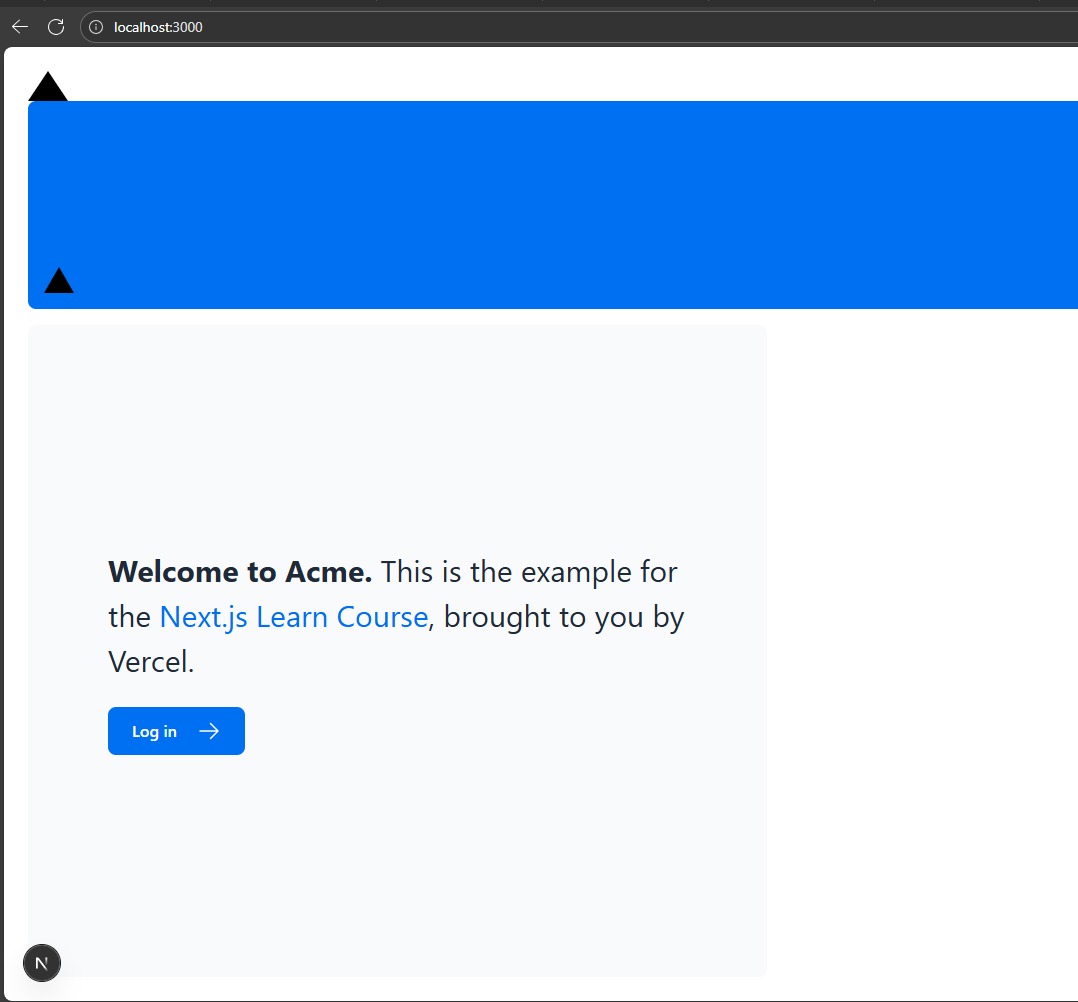 localhost:3000
Welcome to Acme. This is the example for
the Next.js Learn Course, brought to you by
Vercel.
Log in
N